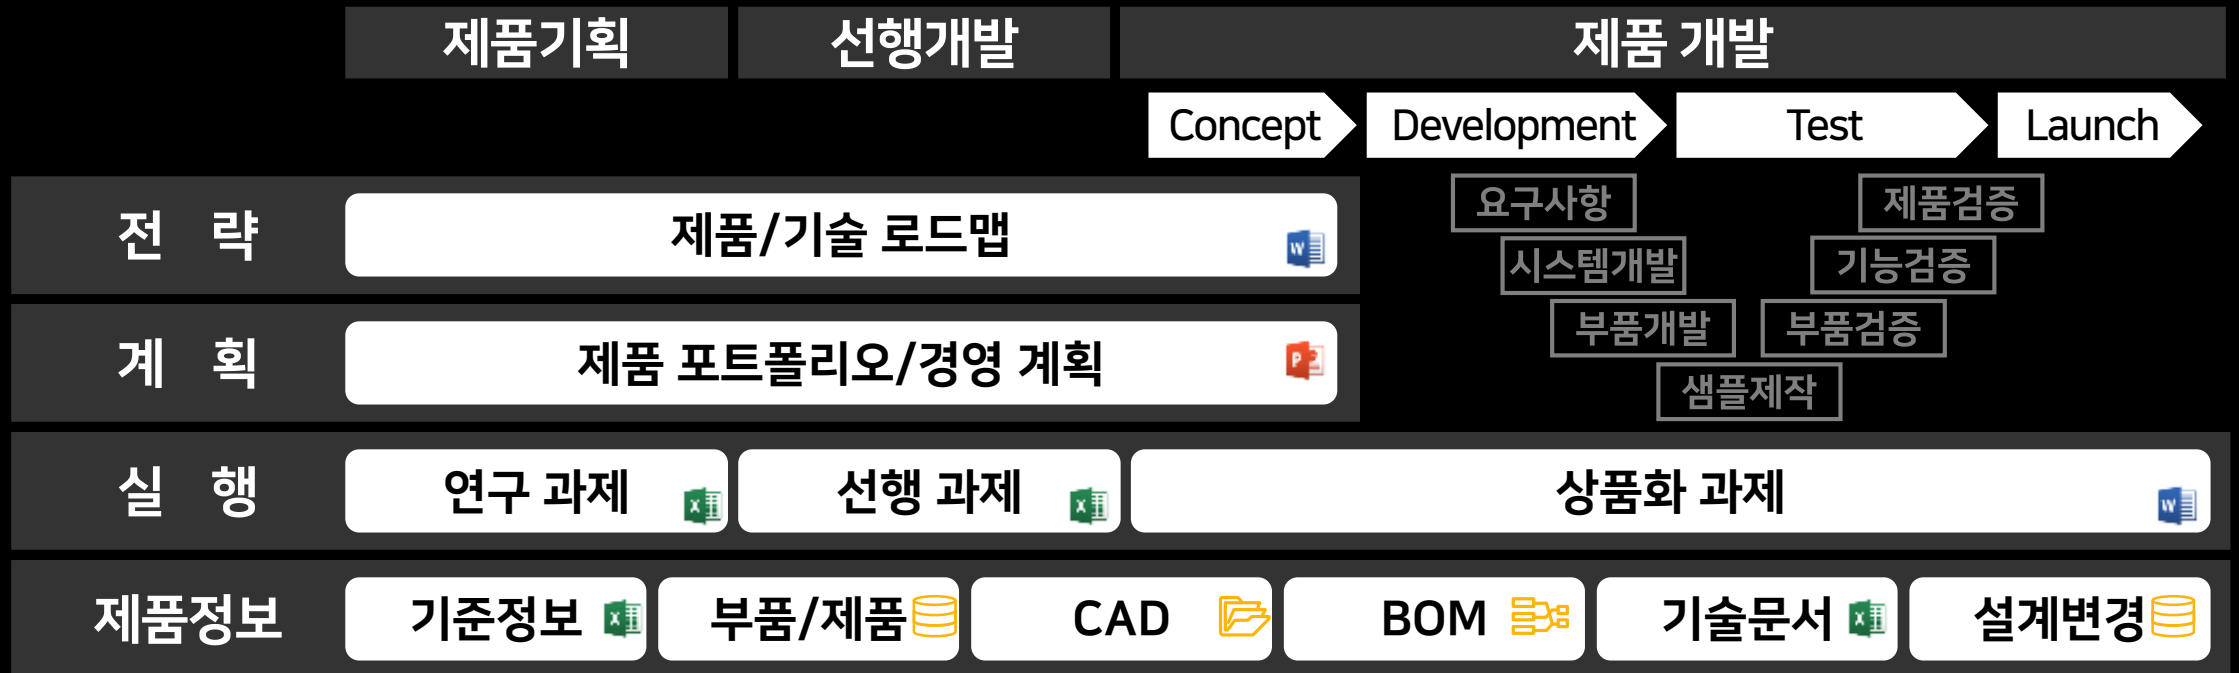 제품기획 선행개발 제품 개발
Concept Development Test Launch
전 략 제품/기술 로드맵
요구사항 제품검증
시스템개발 기능검증
부품개발 부품검증
샘플제작
계 획 제품 포트폴리오/경영 계획
실 행 연구 과제 선행 과제 상품화 과제
제품정보 기준정보 부품/제품 CAD BOM 기술문서 설계변경